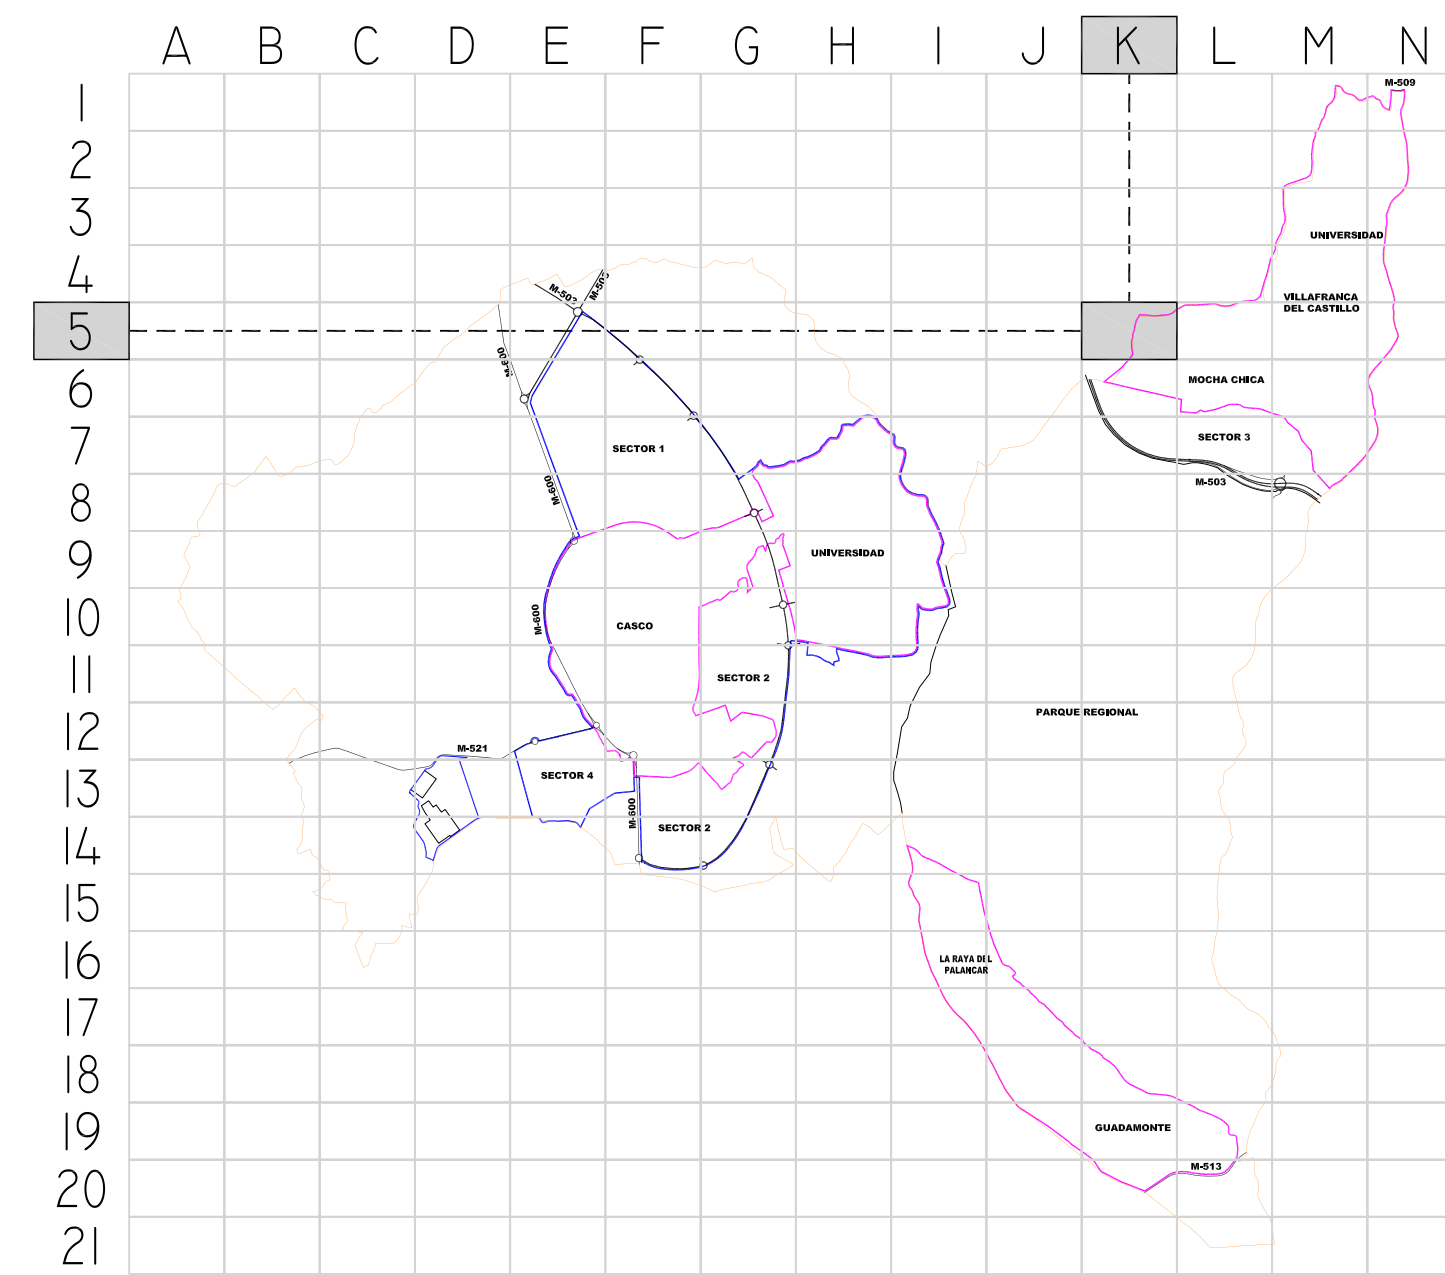 A B C D E F G H I J K L M N
M-509
1
2
3
UNIVERSIDAD
4
M-503
M-503
VILLAFRANCA
DEL CASTILLO
5
M-600
6
MOCHA CHICA
7
SECTOR 1
SECTOR 3
8
M-600
M-503
9
UNIVERSIDAD
10
M-600
CASCO
11
SECTOR 2
12
PARQUE REGIONAL
M-521
13
SECTOR 4
M-600
14
SECTOR 2
15
16
LA RAYA DEL
PALANCAR
17
18
19
GUADAMONTE
20
M-513
21